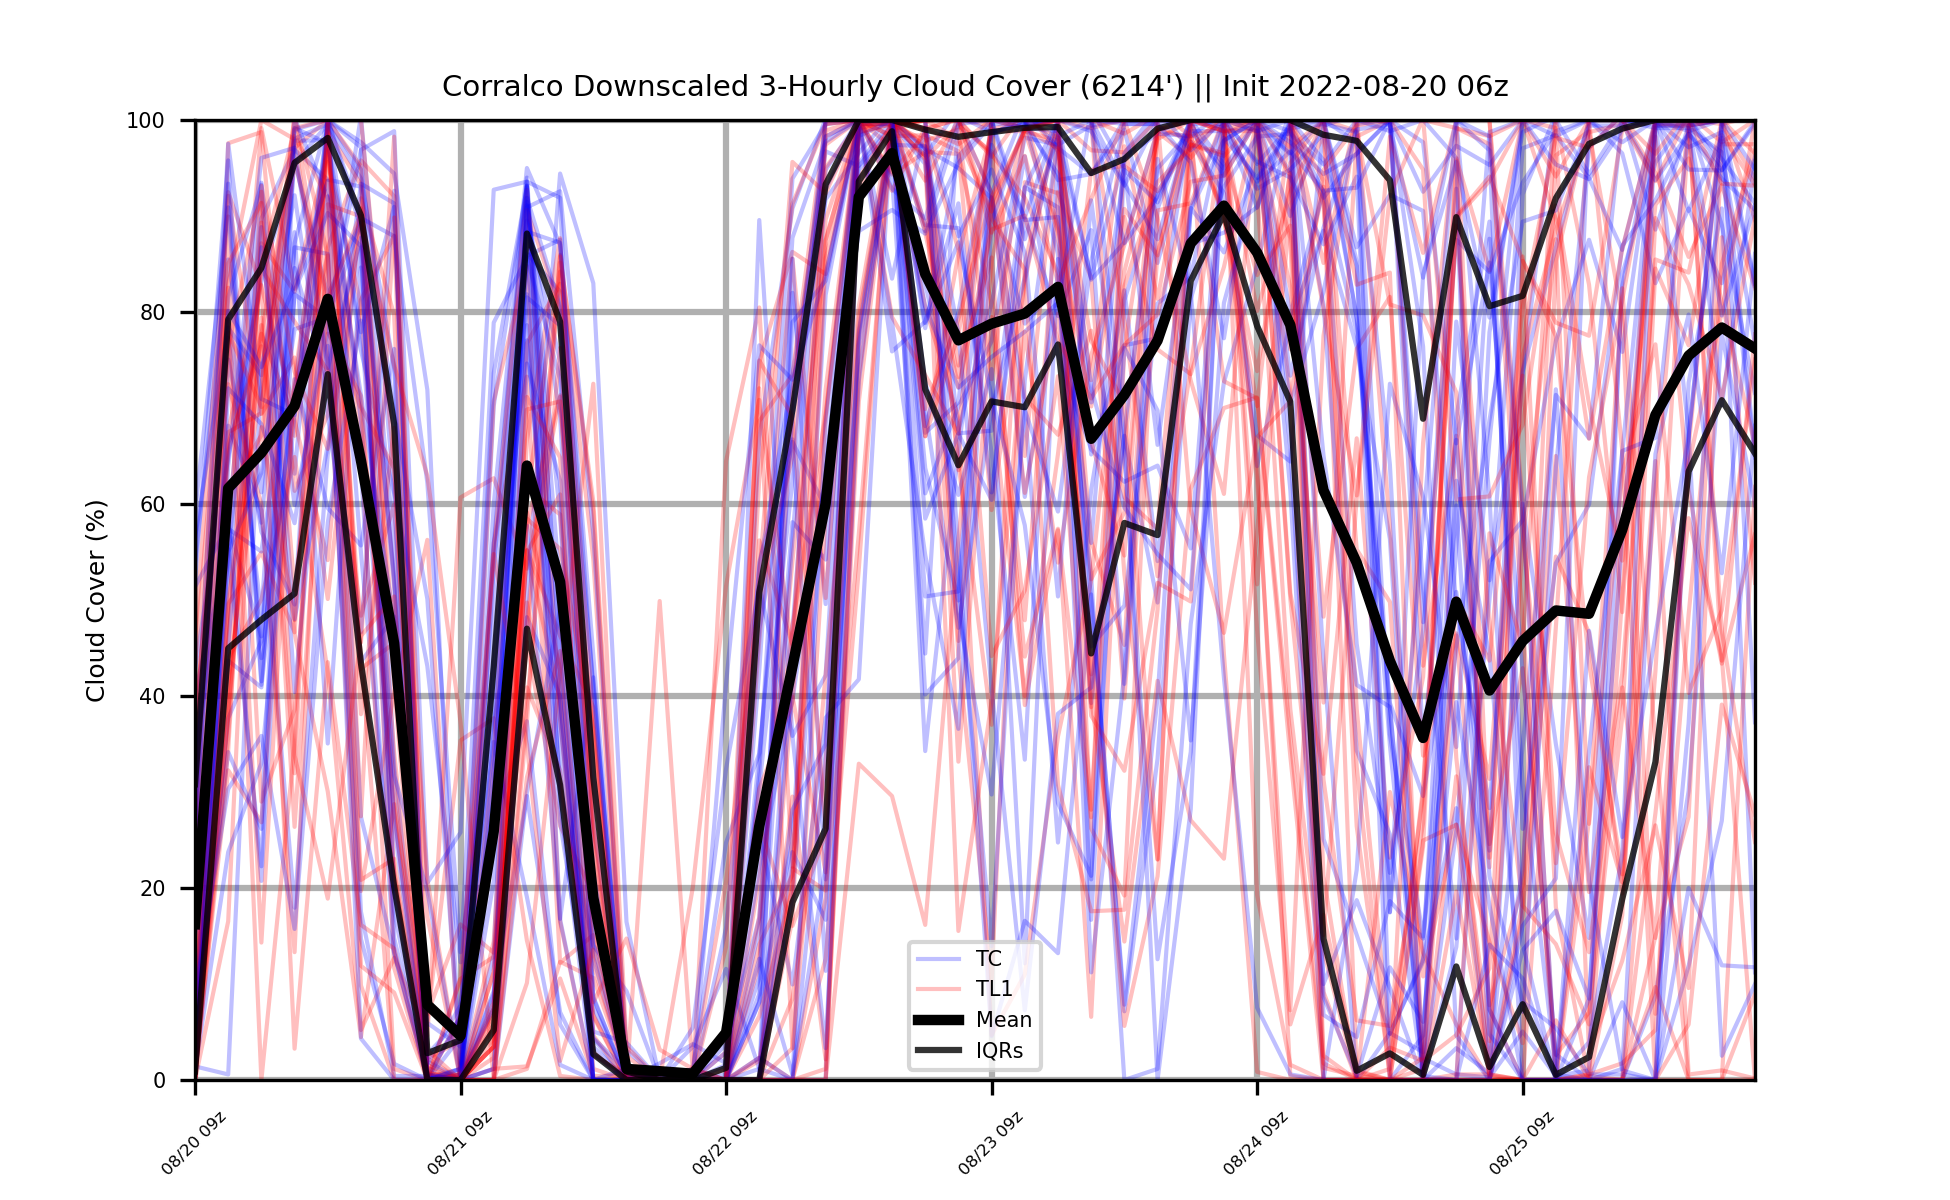 Corralco Downscaled 3-Hourly Cloud Cover (6214') || Init 2022-08-20 06z
Cloud Cover (%)
100
80
60
40
20
0
TC
TL1
Mean
IQRs
08/20 09z
08/21 09z
08/22 09z
08/23 09z
08/24 09z
08/25 09z